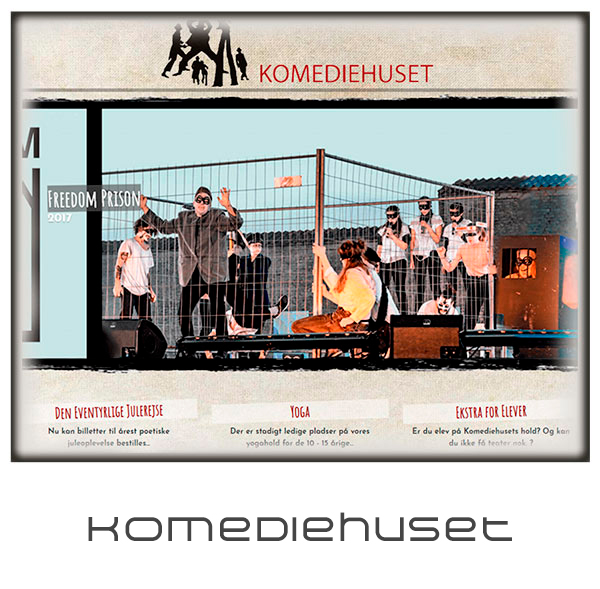 KOMEDIEHUSET
M
Freedom Prison
2017
Den Eventyrlige Julerejse
Nu kan billetter til årest poetiske
juleoplevelse bestilles..
Yoga
Der er stadigt ledige pladser på vores
yogahold for de 10 - 15 årige..
Ekstra for Elever
Er du elev på Komediehusets hold? Og kan
du ikke få teater nok..?
Komediehuset